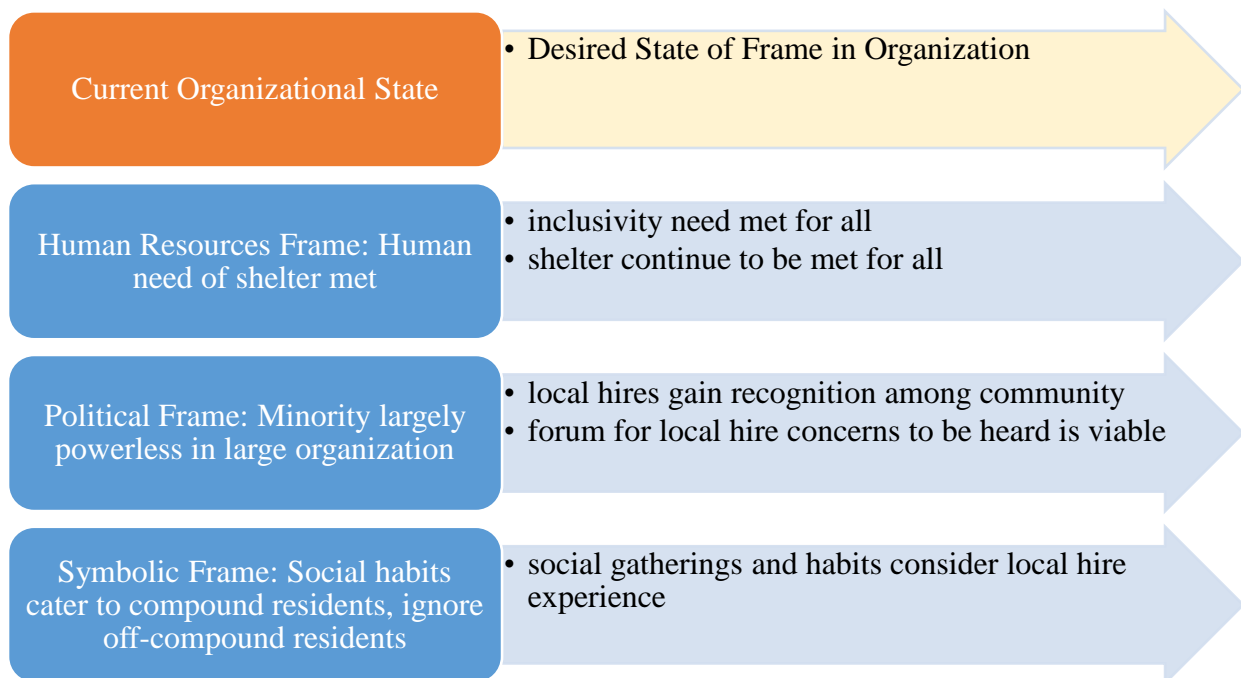 Current Organizational State
• Desired State of Frame in Organization
Human Resources Frame: Human
need of shelter met
• inclusivity need met for all
• shelter continue to be met for all
Political Frame: Minority largely
powerless in large organization
• local hires gain recognition among community
• forum for local hire concerns to be heard is viable
Symbolic Frame: Social habits
cater to compound residents, ignore
off-compound residents
• social gatherings and habits consider local hire
experience